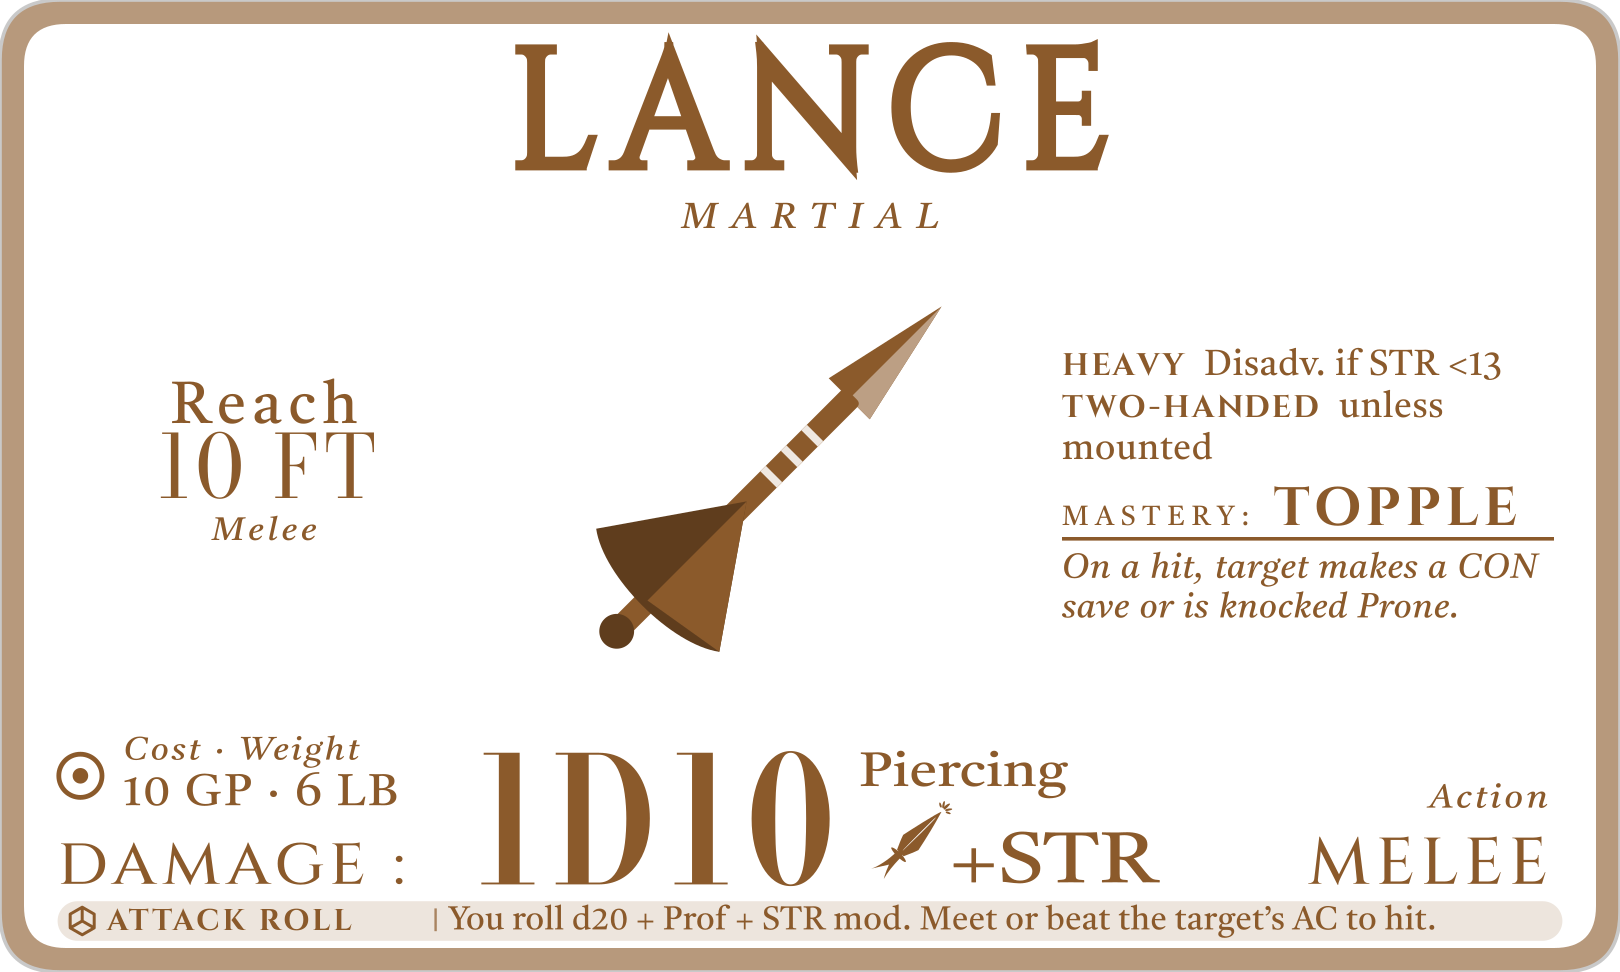 LANCE
MARTIAL
Reach
10 FT
Melee
HEAVY Disadv. if STR <13
TWO-HANDED unless
mounted
MASTERY: TOPPLE
On a hit, target makes a CON
save or is knocked Prone.
Cost · Weight
10 GP · 6 LB
DAMAGE :
1D10
Piercing
+STR
Action
MELEE
ATTACK ROLL | You roll d20 + Prof + STR mod. Meet or beat the target’s AC to hit.